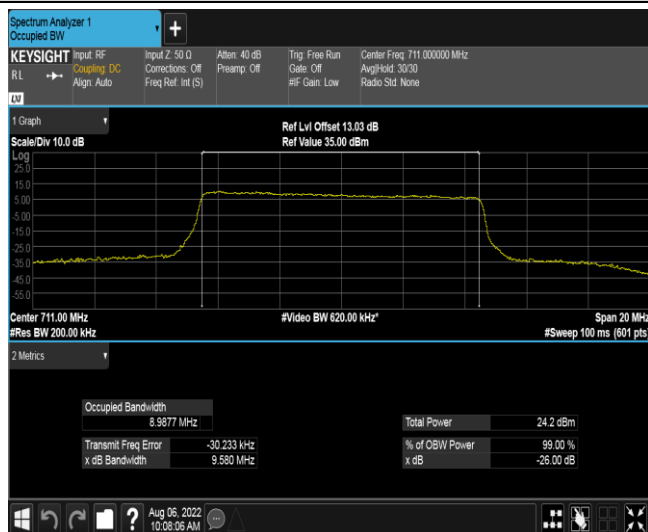 Spectrum Analyzer 1
Occupied BW
+
KEYSIGHT Input: RF Input Z: 50 Ω Atten: 40 dB Trig: Free Run Center Freq: 711.000000 MHz
RL Coupling: DC Corrections: Off Preamp: Off Gate: Off Avg|Hold: 30/30
Align: Auto Freq Ref: Int (S) #IF Gain: Low Radio Std: None
LXI
1 Graph
Ref Lvl Offset 13.03 dB
Scale/Div 10.0 dB Ref Value 35.00 dBm
Log
25.0
15.0
5.00
-5.00
-15.0
-25.0
-35.0
-45.0
-55.0
Center 711.00 MHz #Video BW 620.00 kHz* Span 20 MHz
#Res BW 200.00 kHz #Sweep 100 ms (601 pts)
2 Metrics
Occupied Bandwidth
8.9877 MHz Total Power 24.2 dBm
Transmit Freq Error -30.233 kHz % of OBW Power 99.00 %
x dB Bandwidth 9.580 MHz x dB -26.00 dB
? Aug 06, 2022
10:08:06 AM